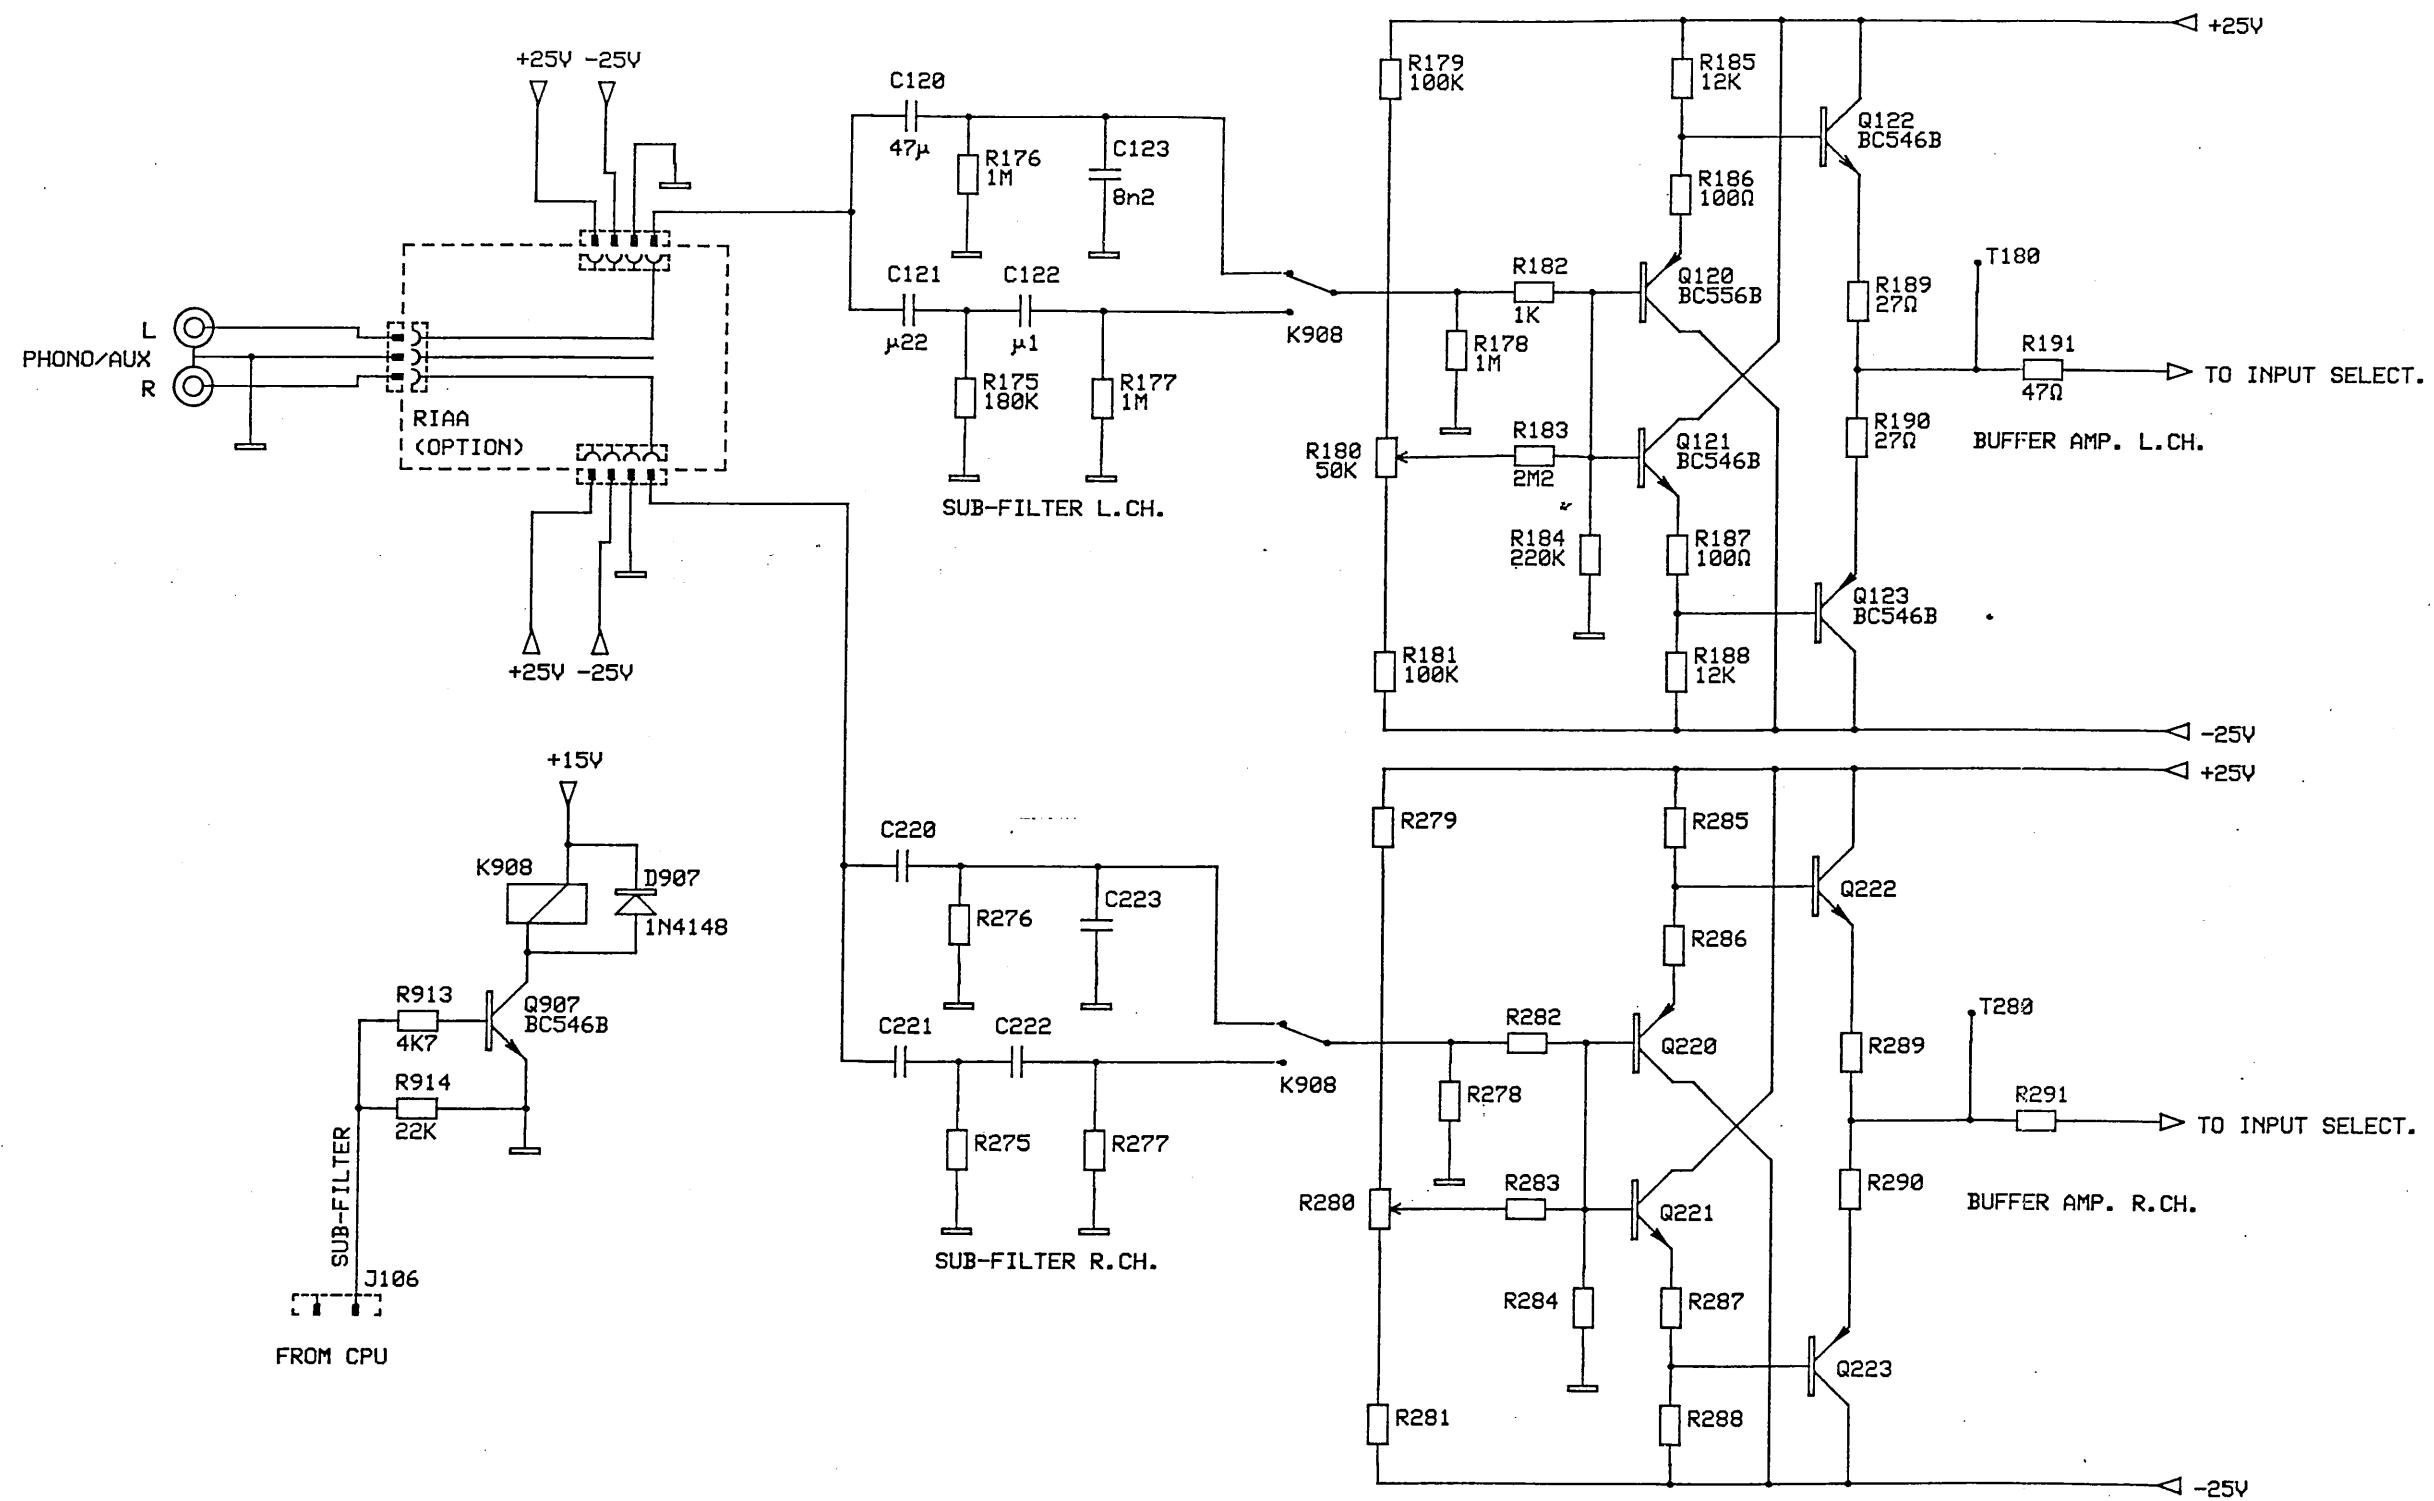 +25V -25V
L
PHONO/AUX
R
RIAA
(OPTION)
+25V -25V
C120
47µ
R176
1M
C123
8n2
C121
µ22
C122
µ1
R175
180K
R177
1M
SUB-FILTER L.CH.
K908
R179
100K
R180
50K
R181
100K
R178
1M
R182
1K
R183
2M2
R184
220K
R185
12K
R186
100Ω
Q120
BC556B
Q121
BC546B
R187
100Ω
R188
12K
Q122
BC546B
R189
27Ω
R190
27Ω
Q123
BC546B
T180
R191
47Ω
TO INPUT SELECT.
BUFFER AMP. L.CH.
+25V
-25V
+15V
K908
D907
1N4148
R913
4K7
Q907
BC546B
R914
22K
SUB-FILTER
J106
FROM CPU
C220
R276
C223
C221
C222
R275
R277
SUB-FILTER R.CH.
K908
R279
R280
R281
R278
R282
R283
R284
R285
R286
Q220
Q221
R287
R288
Q222
R289
R290
Q223
T280
R291
TO INPUT SELECT.
BUFFER AMP. R.CH.
+25V
-25V